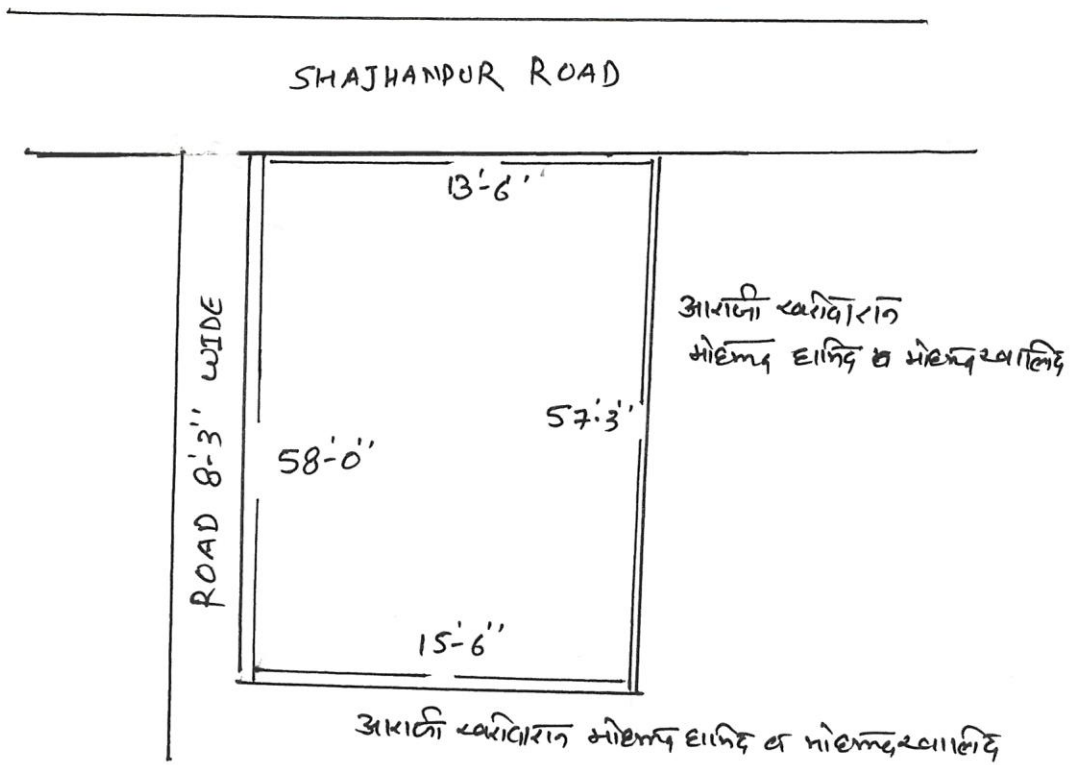 SHAJHANPUR ROAD
13'-6''
आराजी खरीदारान
मोहम्मद हामिद व मोहम्मद खालिद
ROAD 8'-3'' WIDE
57'.3''
58'-0''
15'-6''
आराजी खरीदारान मोहम्मद हामिद व मोहम्मद खालिद